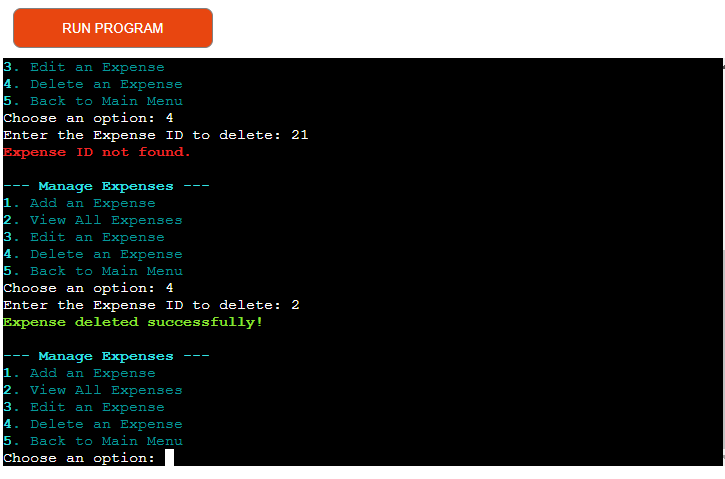 RUN PROGRAM
3. Edit an Expense
4. Delete an Expense
5. Back to Main Menu
Choose an option: 4
Enter the Expense ID to delete: 21
Expense ID not found.
--- Manage Expenses ---
1. Add an Expense
2. View All Expenses
3. Edit an Expense
4. Delete an Expense
5. Back to Main Menu
Choose an option: 4
Enter the Expense ID to delete: 2
Expense deleted successfully!
--- Manage Expenses ---
1. Add an Expense
2. View All Expenses
3. Edit an Expense
4. Delete an Expense
5. Back to Main Menu
Choose an option: